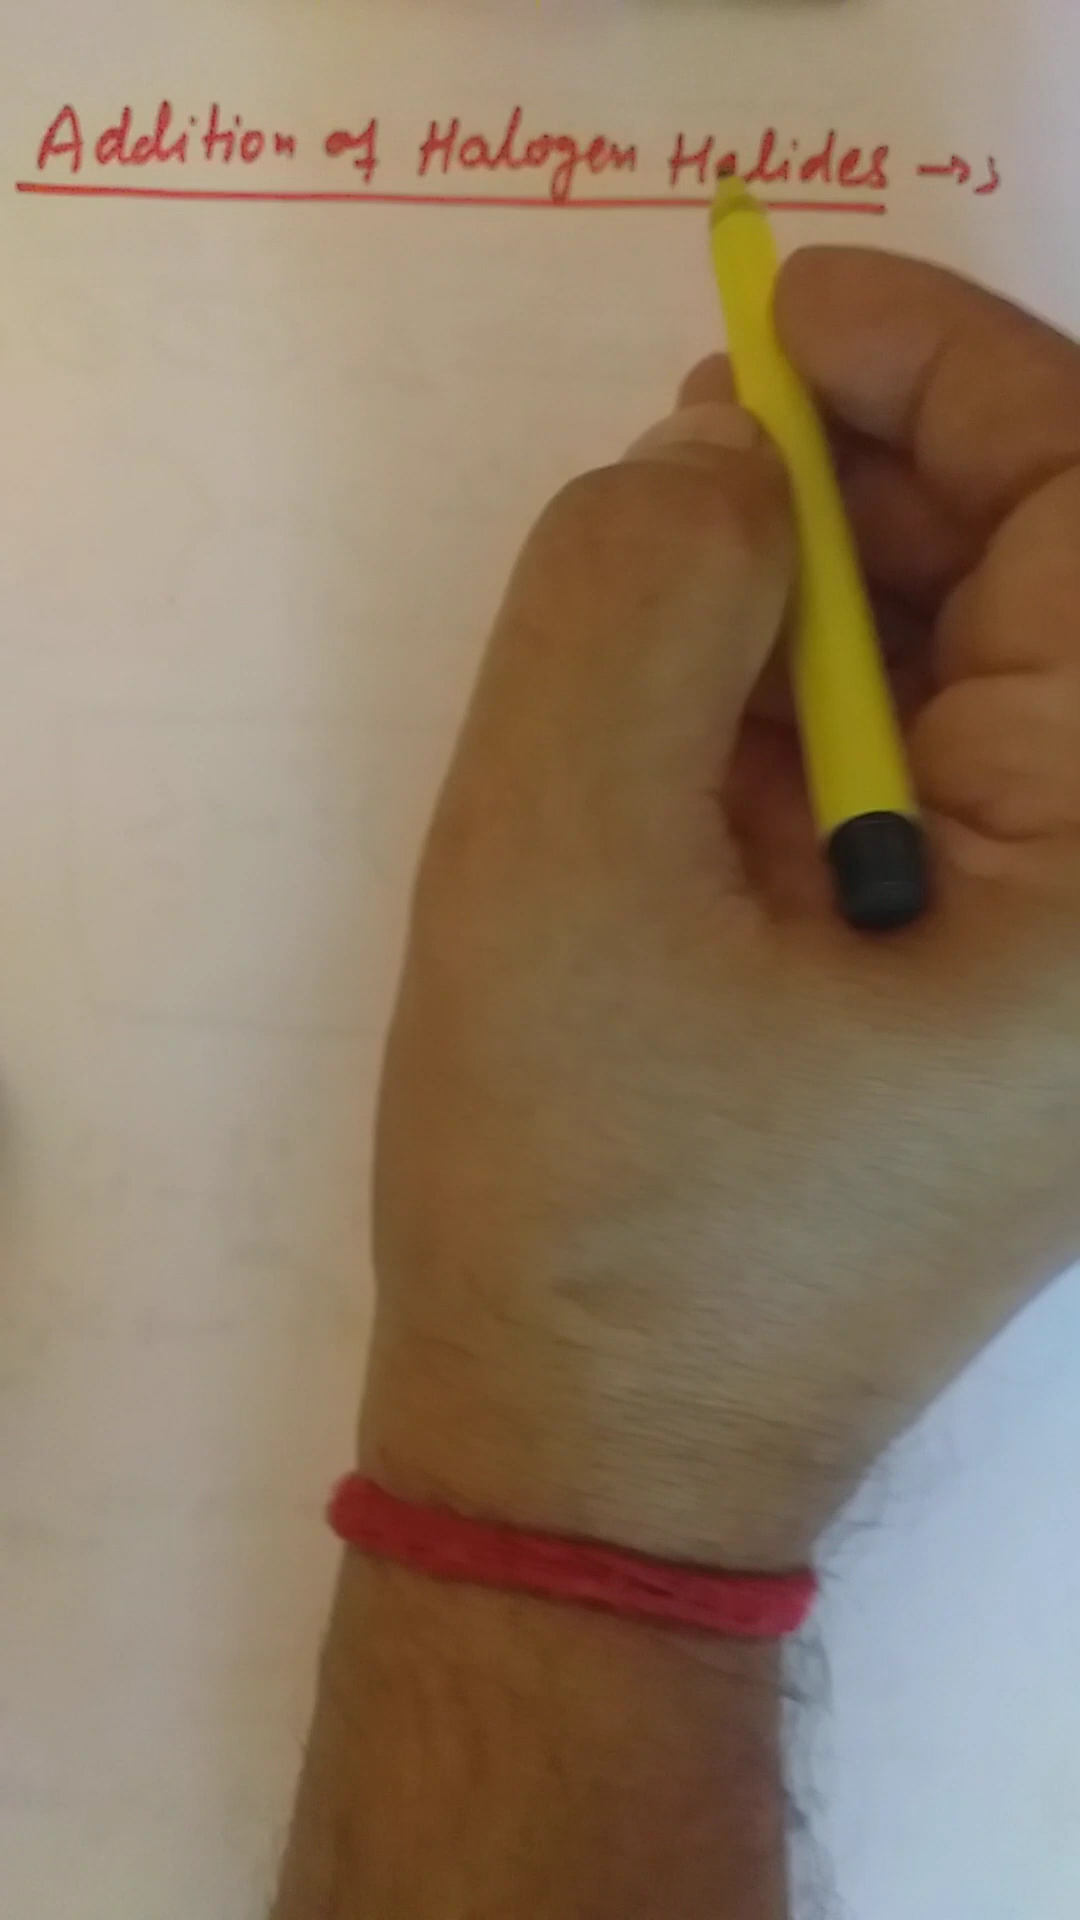 Addition of Halogen Halides →